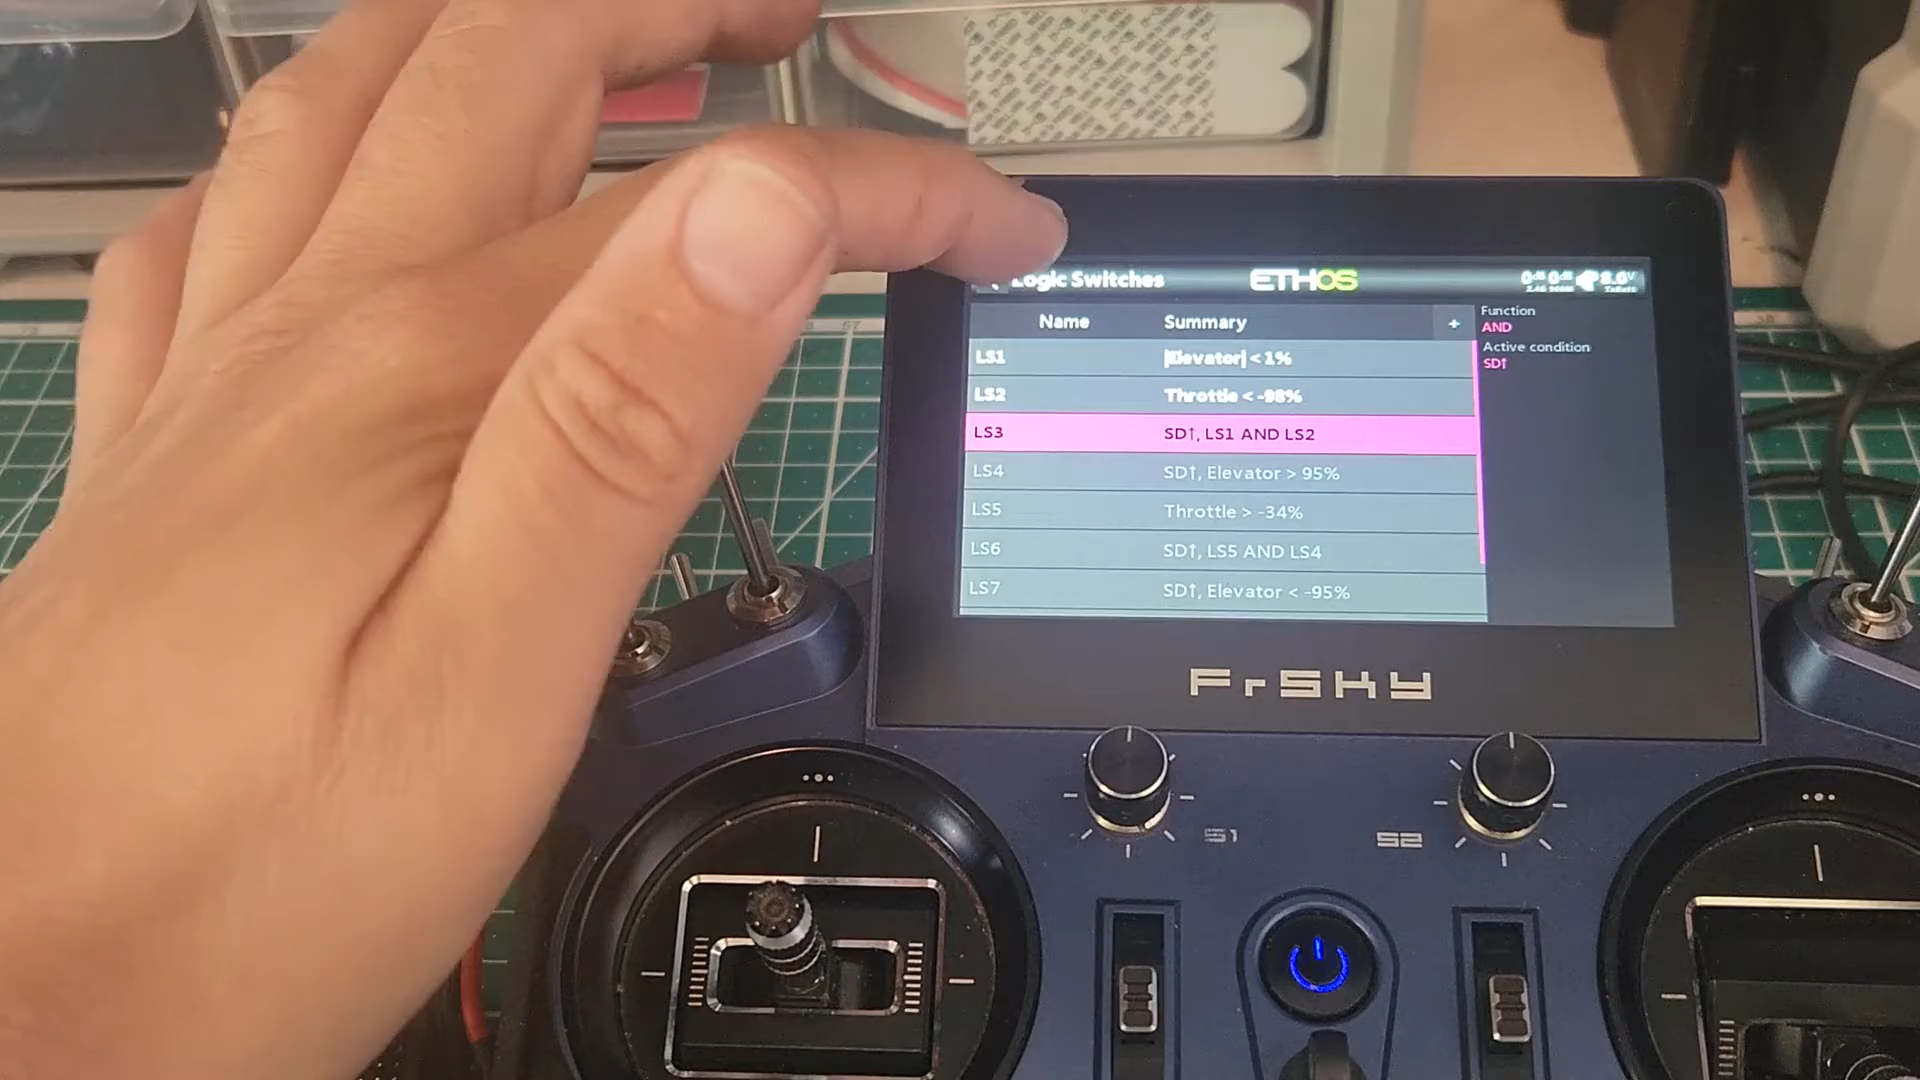 Logic Switches
ETHOS
Name Summary +
Function
AND
Active condition
SD↑
LS1 |Elevator| < 1%
LS2 Throttle < -98%
LS3 SD↑, LS1 AND LS2
LS4 SD↑, Elevator > 95%
LS5 Throttle > -34%
LS6 SD↑, LS5 AND LS4
LS7 SD↑, Elevator < -95%
FrSKY
S1
S2